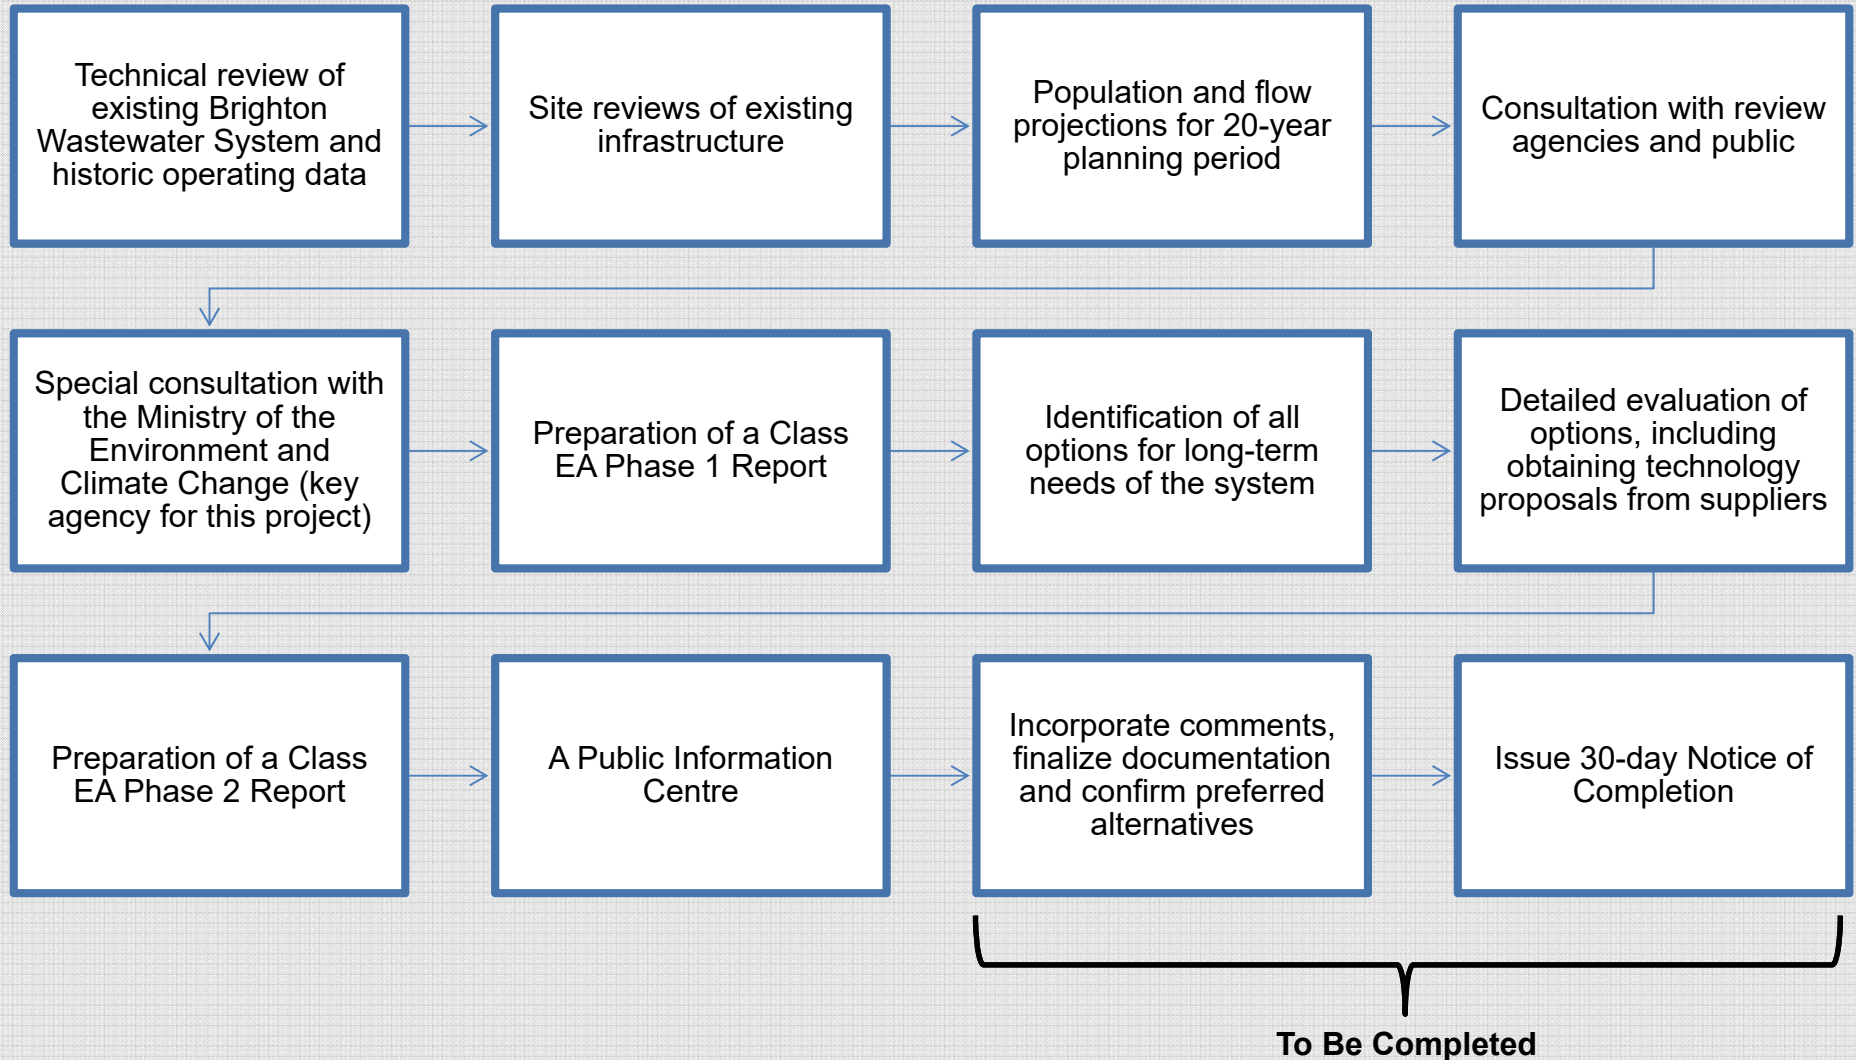 Technical review of
existing Brighton
Wastewater System and
historic operating data
Site reviews of existing
infrastructure
Population and flow
projections for 20-year
planning period
Consultation with review
agencies and public
Special consultation with
the Ministry of the
Environment and
Climate Change (key
agency for this project)
Preparation of a Class
EA Phase 1 Report
Identification of all
options for long-term
needs of the system
Detailed evaluation of
options, including
obtaining technology
proposals from suppliers
Preparation of a Class
EA Phase 2 Report
A Public Information
Centre
Incorporate comments,
finalize documentation
and confirm preferred
alternatives
Issue 30-day Notice of
Completion
To Be Completed